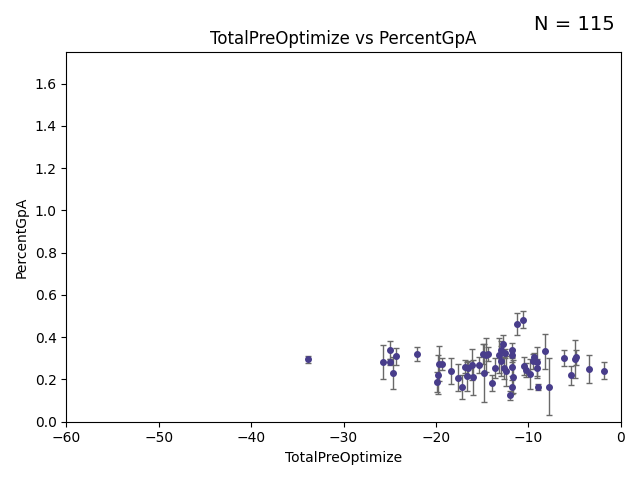 N = 115
TotalPreOptimize vs PercentGpA
PercentGpA
1.6
1.4
1.2
1.0
0.8
0.6
0.4
0.2
0.0
−60 −50 −40 −30 −20 −10 0
TotalPreOptimize